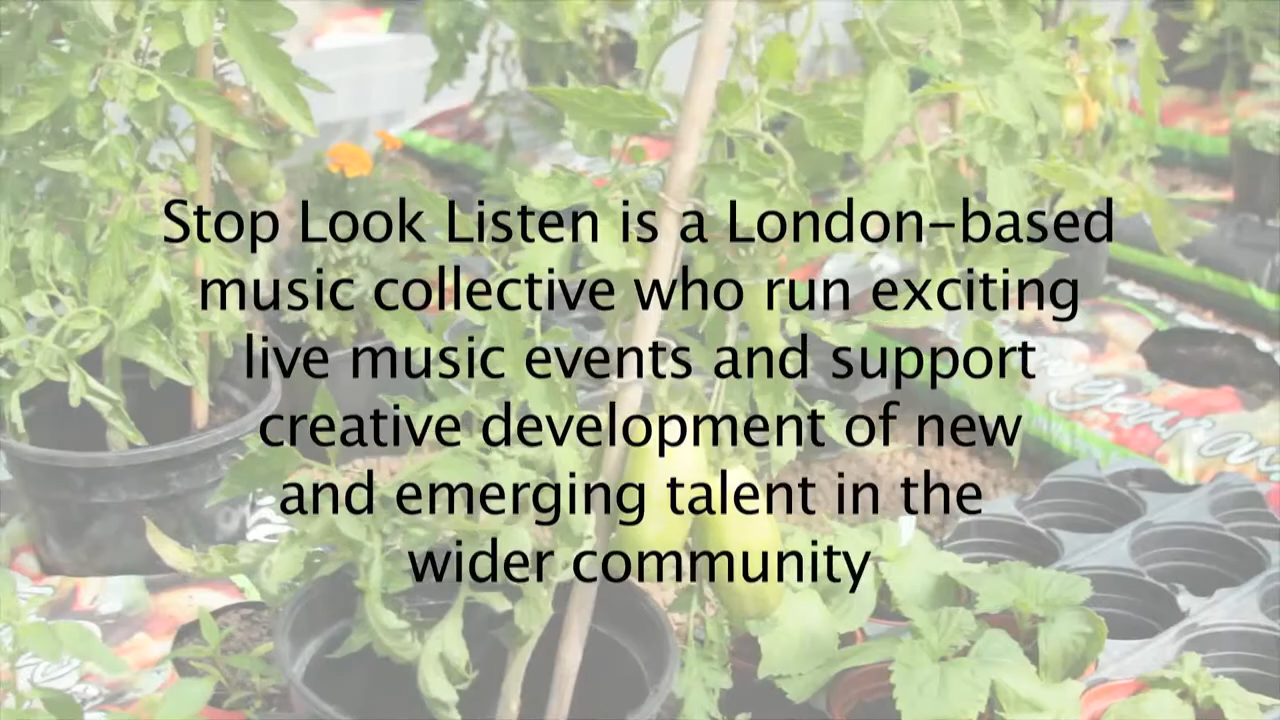 Stop Look Listen is a London-based
music collective who run exciting
live music events and support
creative development of new
and emerging talent in the
wider community